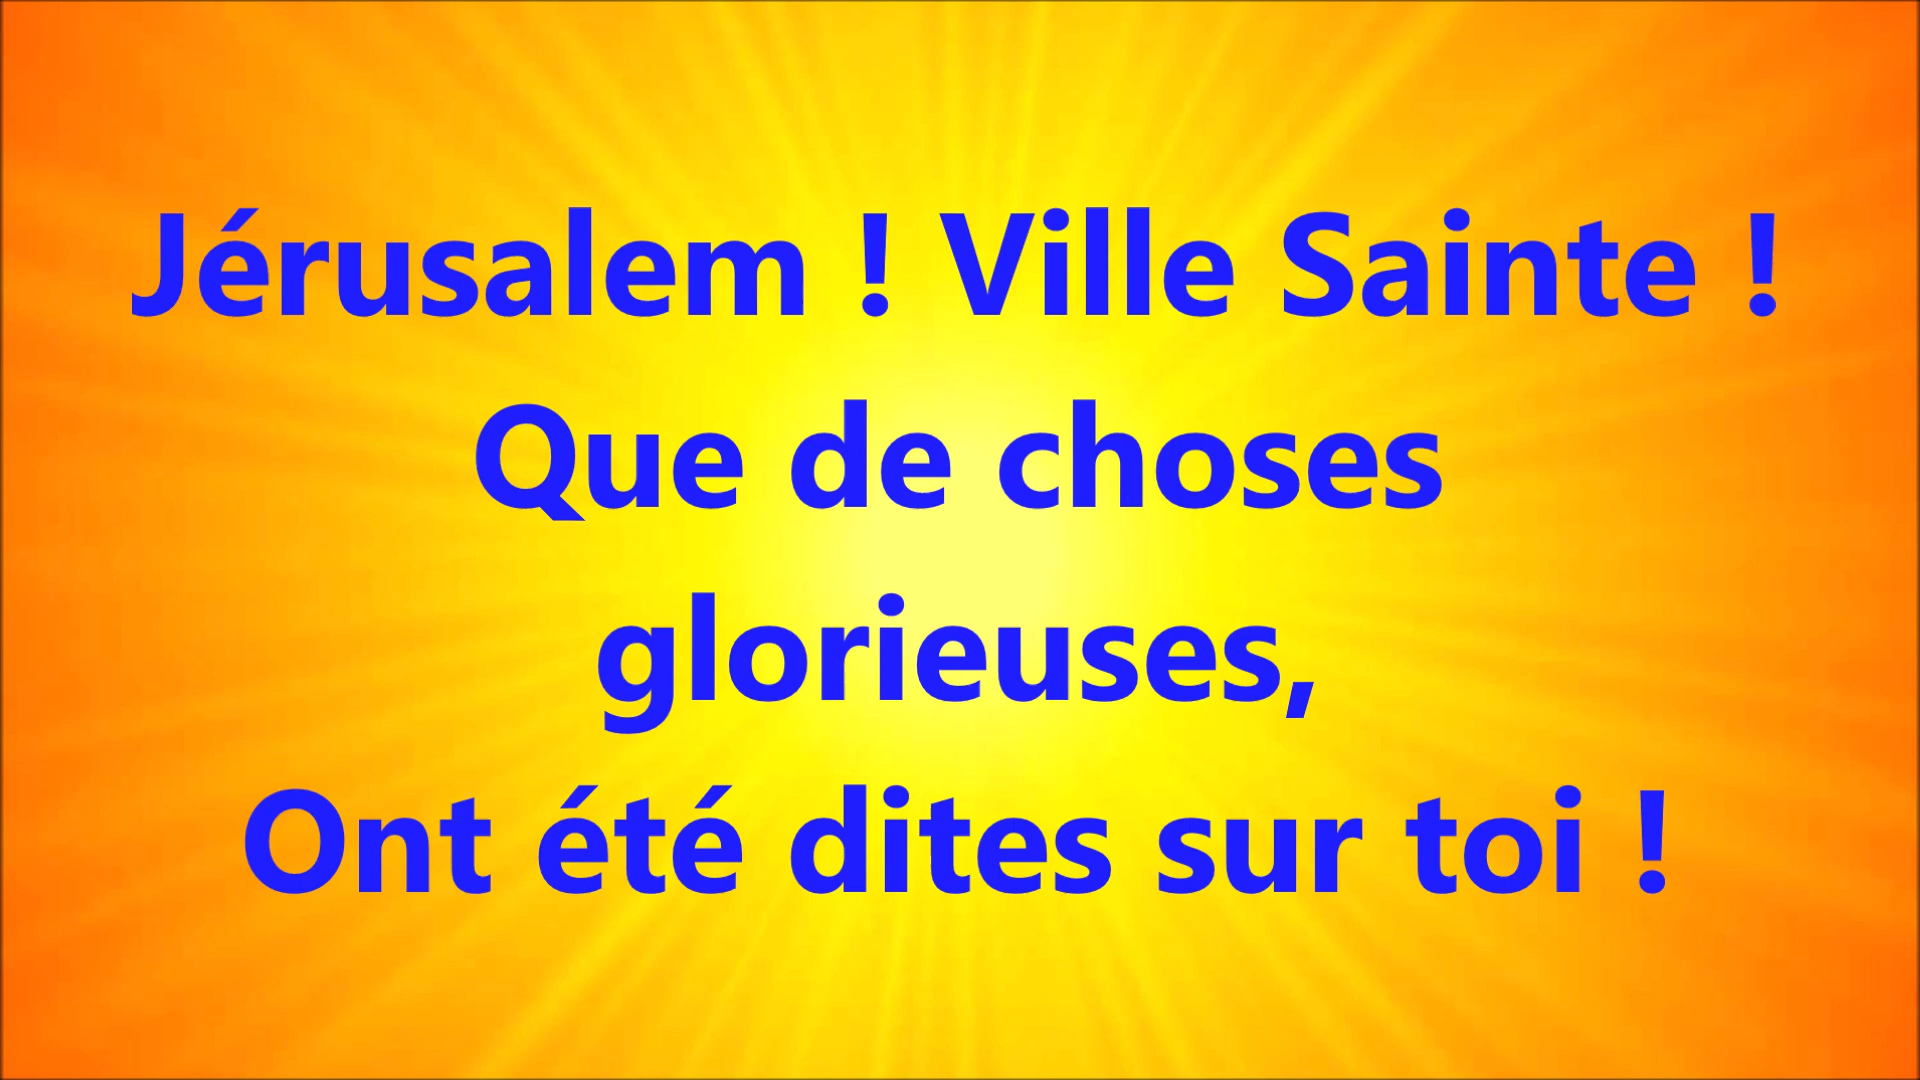 Jérusalem ! Ville Sainte !
Que de choses
glorieuses,
Ont été dites sur toi !